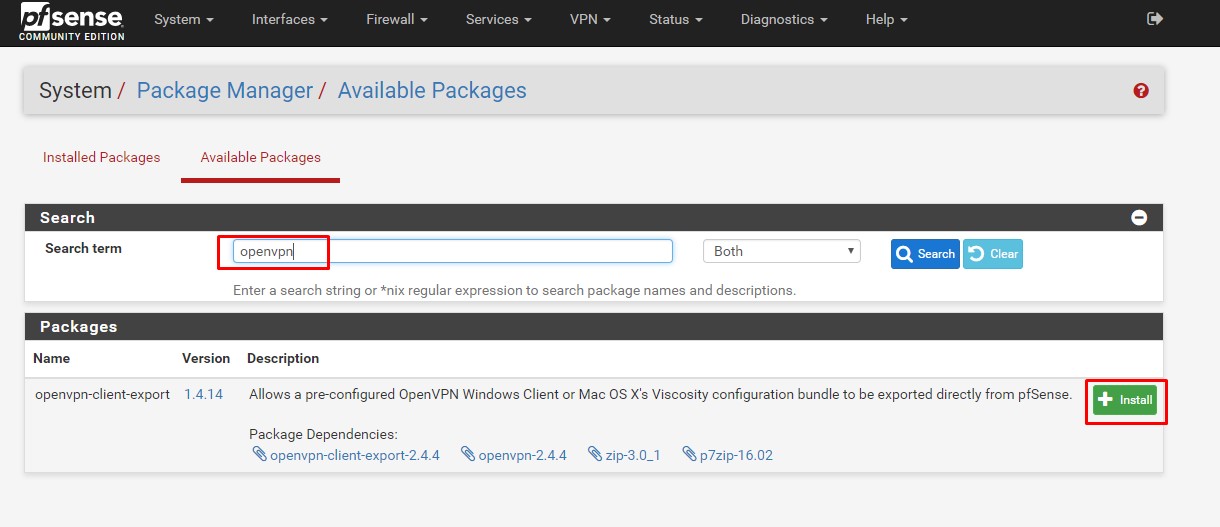 pfsense
COMMUNITY EDITION
System Interfaces Firewall Services VPN Status Diagnostics Help
System / Package Manager / Available Packages
Installed Packages Available Packages
Search
Search term openvpn Both Search Clear
Enter a search string or *nix regular expression to search package names and descriptions.
Packages
Name Version Description
openvpn-client-export 1.4.14 Allows a pre-configured OpenVPN Windows Client or Mac OS X's Viscosity configuration bundle to be exported directly from pfSense. Install
Package Dependencies:
openvpn-client-export-2.4.4 openvpn-2.4.4 zip-3.0_1 p7zip-16.02